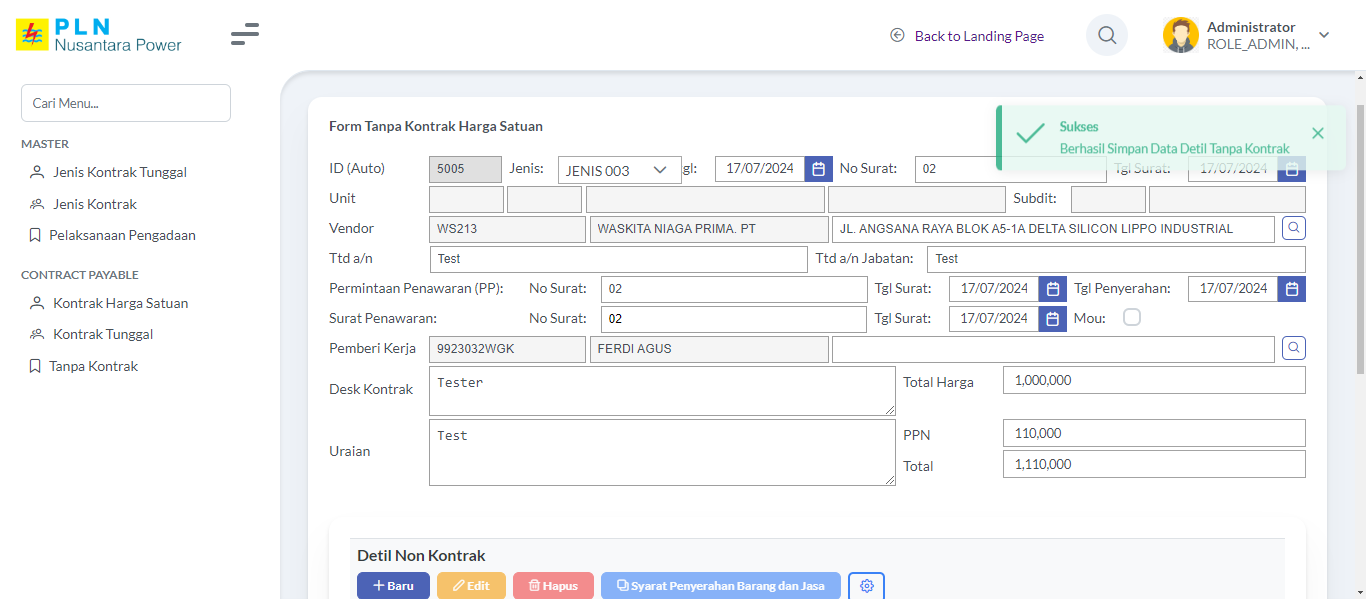 PLN
Nusantara Power
Back to Landing Page
Administrator
ROLE_ADMIN, ...
Cari Menu...
MASTER
Jenis Kontrak Tunggal
Jenis Kontrak
Pelaksanaan Pengadaan
CONTRACT PAYABLE
Kontrak Harga Satuan
Kontrak Tunggal
Tanpa Kontrak
Form Tanpa Kontrak Harga Satuan
Sukses
Berhasil Simpan Data Detil Tanpa Kontrak
ID (Auto) 5005 Jenis: JENIS 003 gl: 17/07/2024 No Surat: 02 Tgl Surat: 17/07/2024
Unit Subdit:
Vendor WS213 WASKITA NIAGA PRIMA. PT JL. ANGSANA RAYA BLOK A5-1A DELTA SILICON LIPPO INDUSTRIAL
Ttd a/n Test Ttd a/n Jabatan: Test
Permintaan Penawaran (PP): No Surat: 02 Tgl Surat: 17/07/2024 Tgl Penyerahan: 17/07/2024
Surat Penawaran: No Surat: 02 Tgl Surat: 17/07/2024 Mou:
Pemberi Kerja 9923032WGK FERDI AGUS
Desk Kontrak Tester Total Harga 1,000,000
Uraian Test PPN 110,000
Total 1,110,000
Detil Non Kontrak
Baru Edit Hapus Syarat Penyerahan Barang dan Jasa